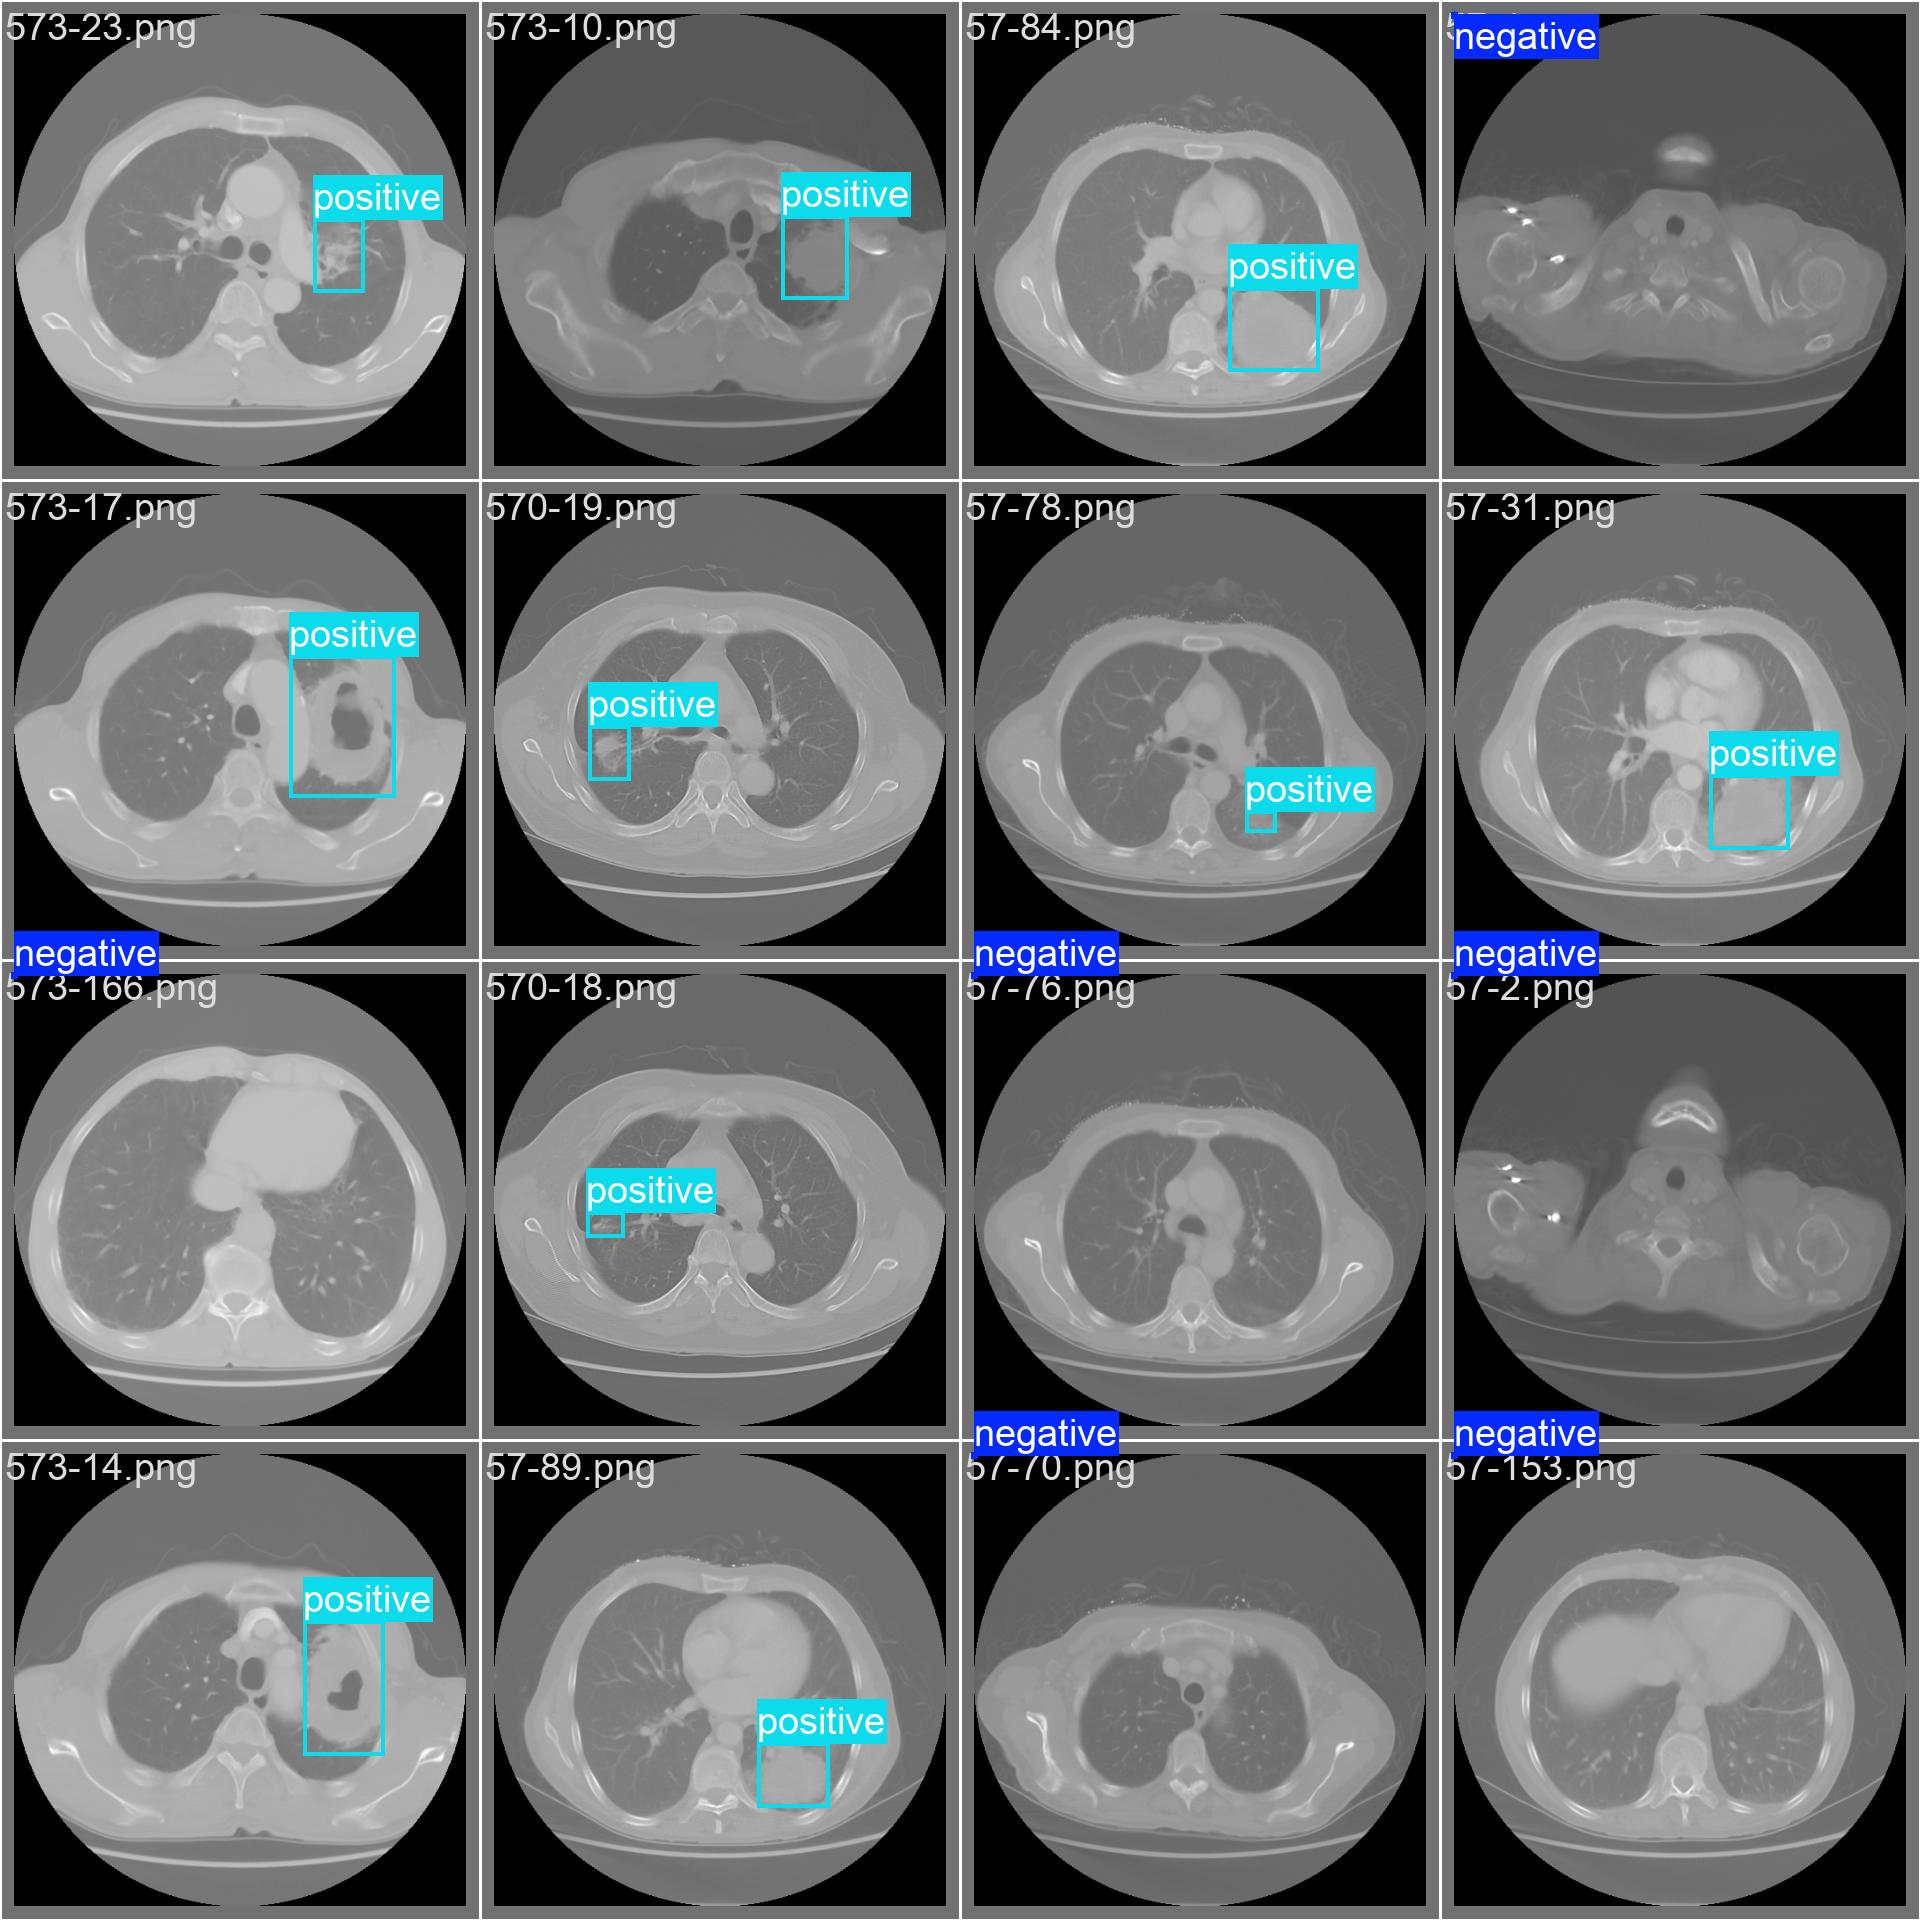 573-23.png
573-10.png
57-84.png
negative
positive
positive
positive
573-17.png
570-19.png
57-78.png
57-31.png
positive
positive
positive
positive
negative
negative
negative
573-166.png
570-18.png
57-76.png
57-2.png
positive
negative
negative
573-14.png
57-89.png
57-70.png
57-153.png
positive
positive